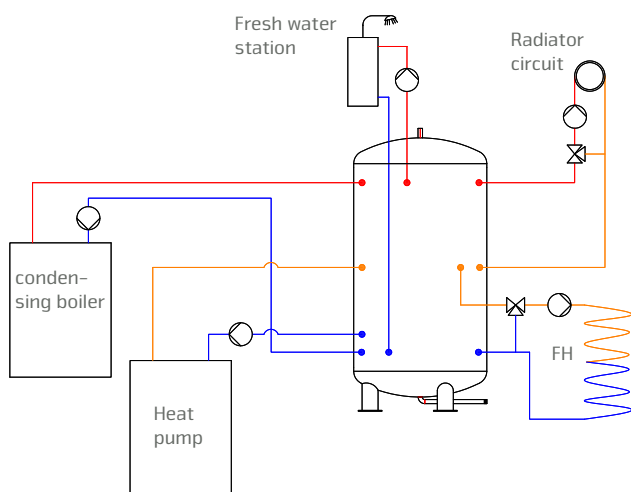 Fresh water
station
Radiator
circuit
conden-
sing boiler
FH
Heat
pump